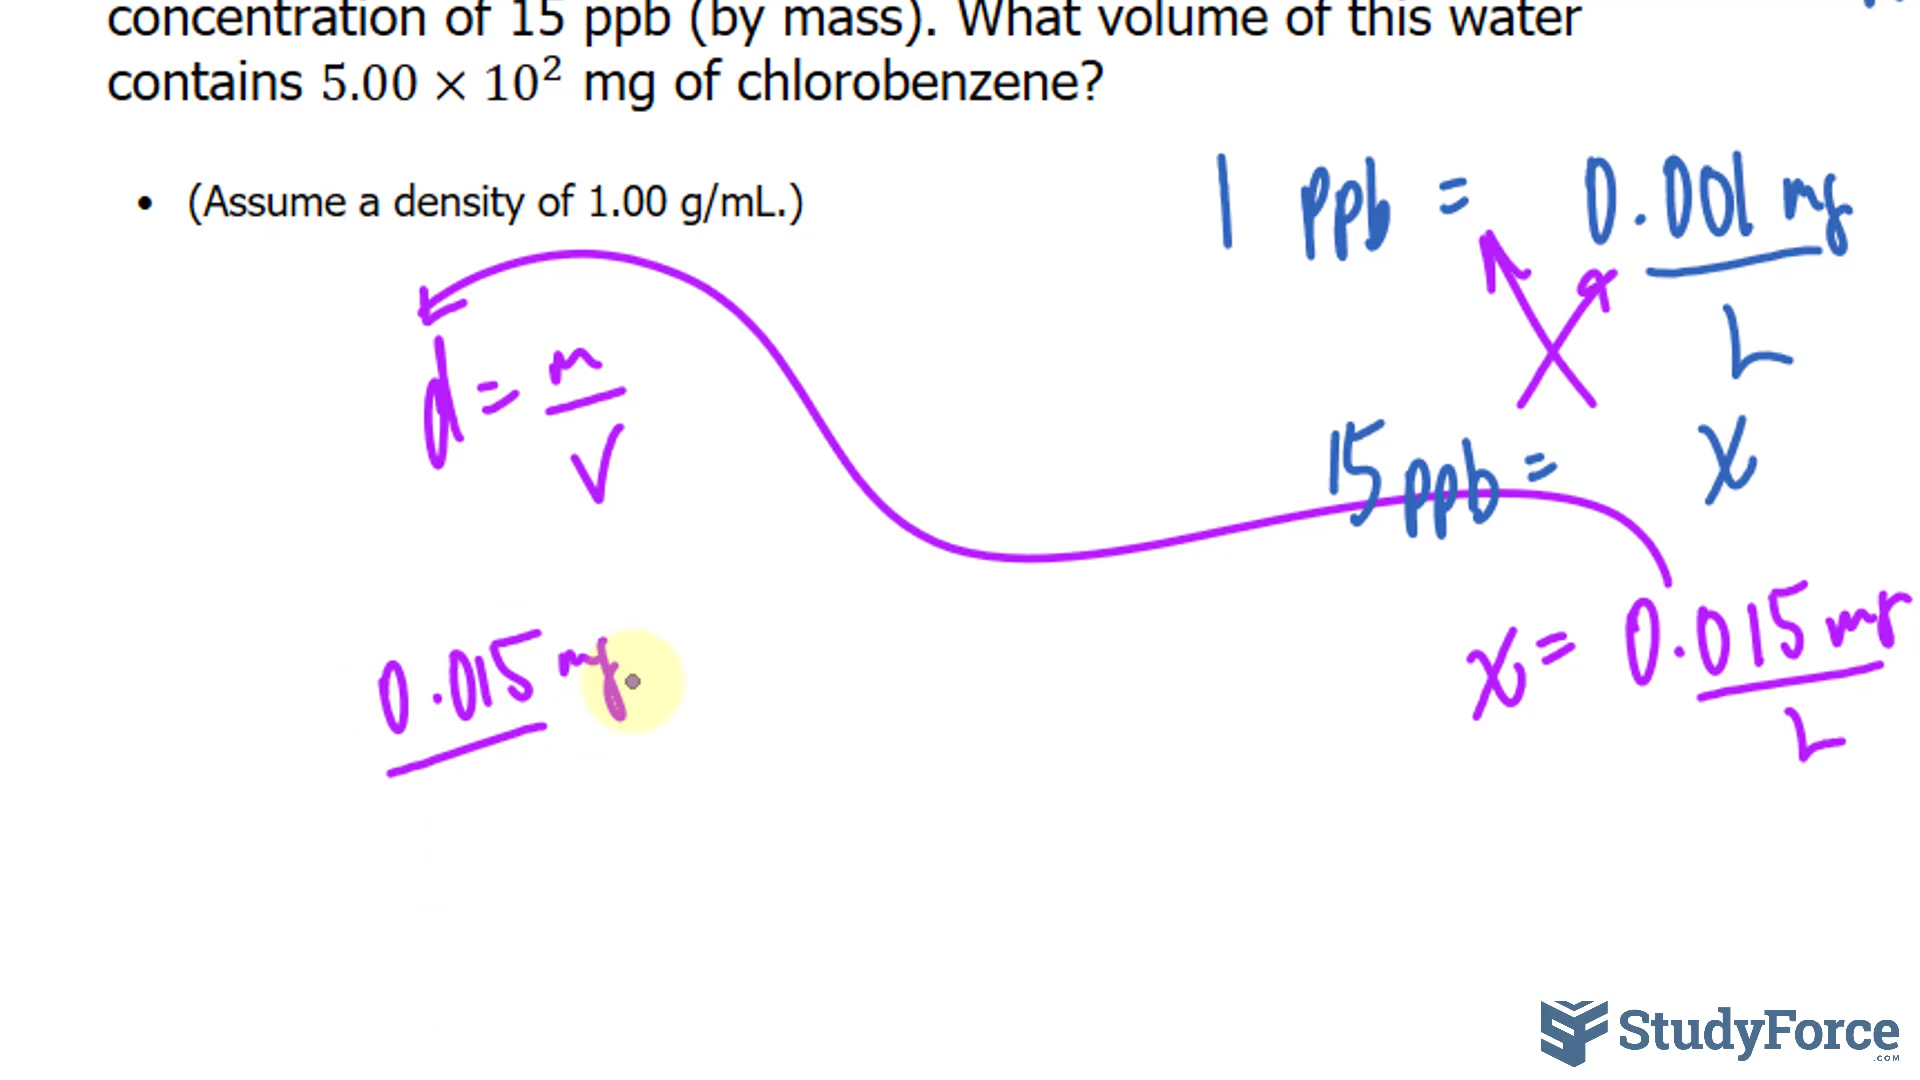 concentration of 15 ppb (by mass). What volume of this water
contains 5.00 × 10² mg of chlorobenzene?
• (Assume a density of 1.00 g/mL.)
1 ppb = 0.001 mg
L
d = m
V
15 ppb = x
0.015 mg
x = 0.015 mg
L
StudyForce
.COM